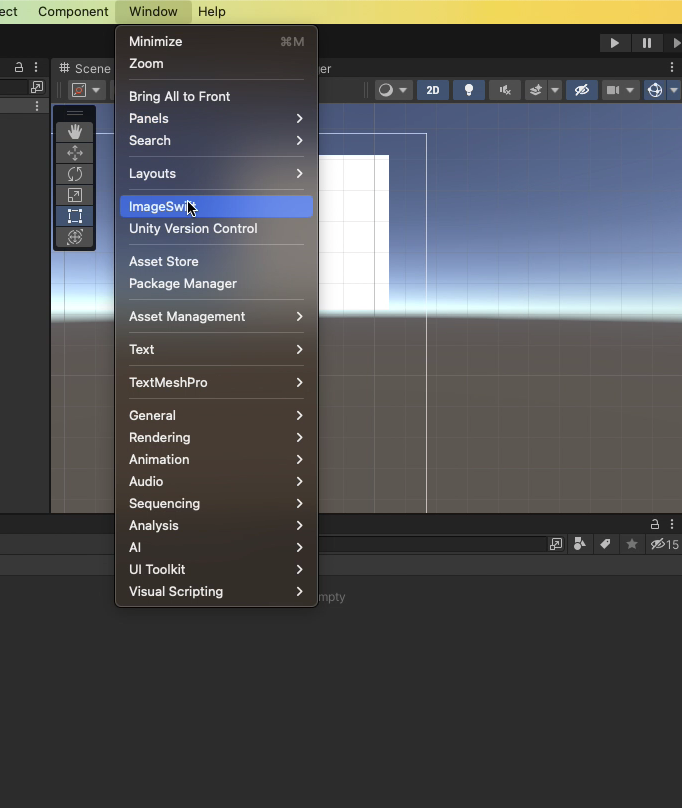 ect Component Window Help
Minimize ⌘M
Zoom
Scene
ger
Bring All to Front
2D
Panels
Search
Layouts
Unity Version Control
Asset Store
Package Manager
Asset Management
Text
TextMeshPro
General
Rendering
Animation
Audio
Sequencing
Analysis
AI
15
UI Toolkit
Visual Scripting
mpty